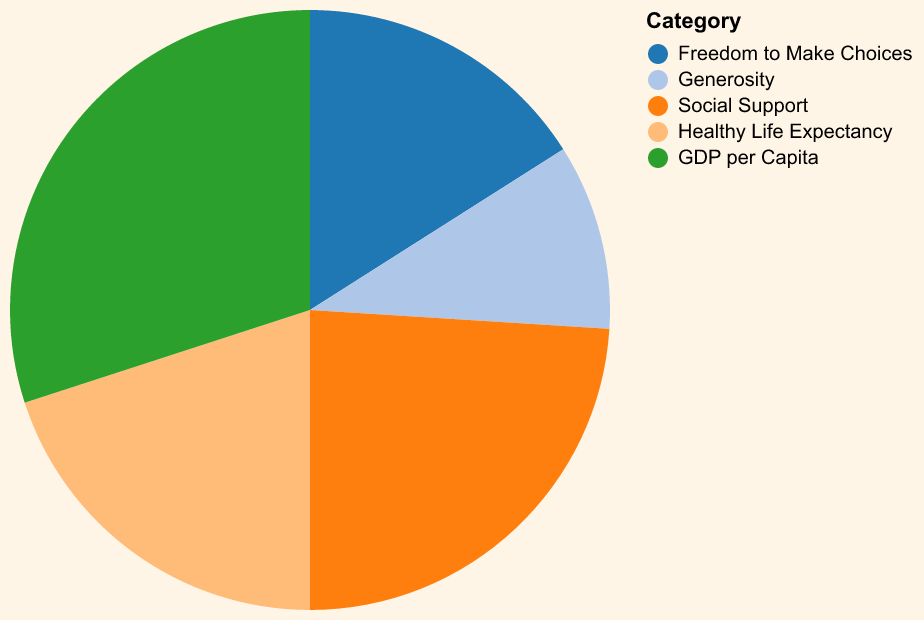 Category
Freedom to Make Choices
Generosity
Social Support
Healthy Life Expectancy
GDP per Capita